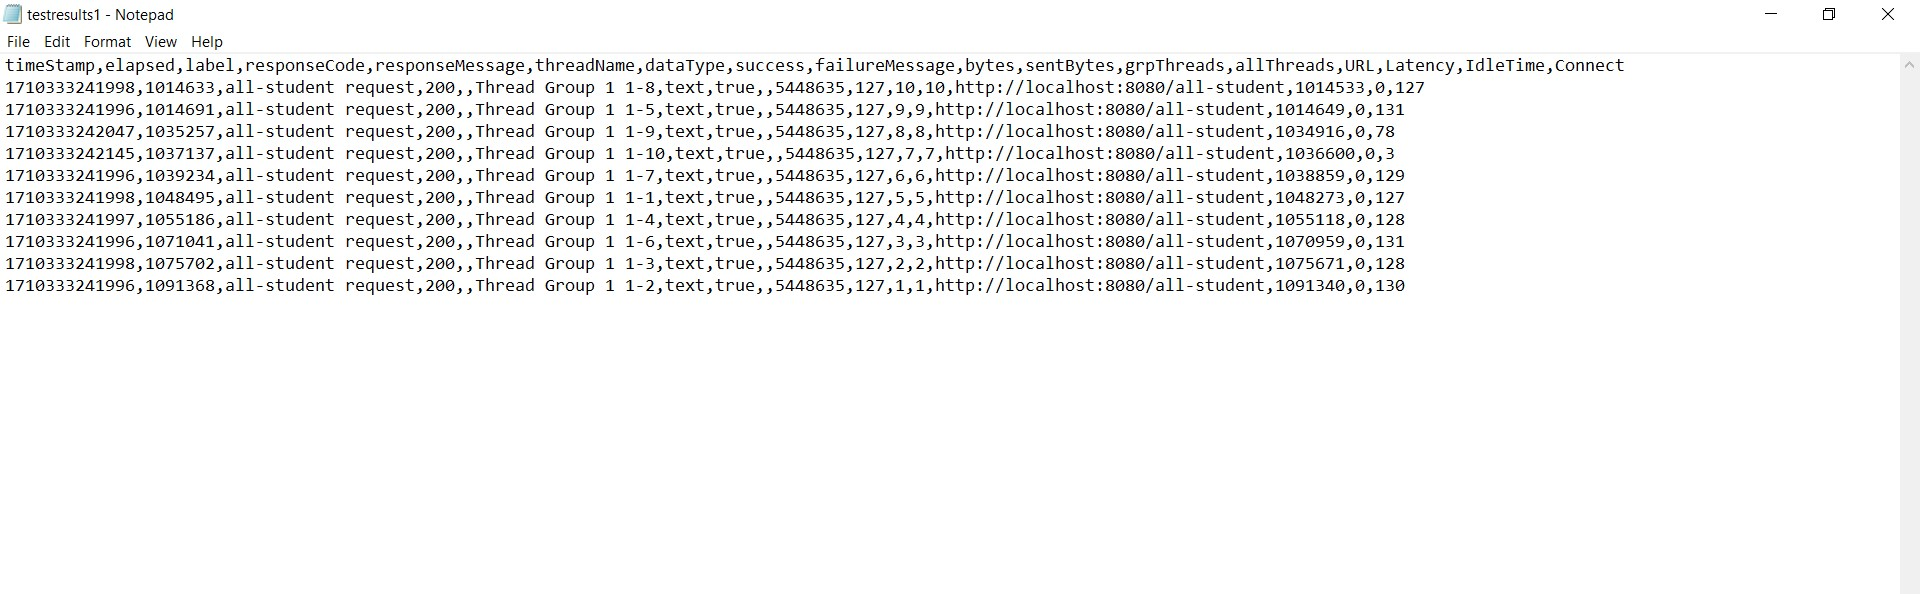 testresults1 - Notepad
File Edit Format View Help
timeStamp,elapsed,label,responseCode,responseMessage,threadName,dataType,success,failureMessage,bytes,sentBytes,grpThreads,allThreads,URL,Latency,IdleTime,Connect
1710333241998,1014633,all-student request,200,,Thread Group 1 1-8,text,true,,5448635,127,10,10,http://localhost:8080/all-student,1014533,0,127
1710333241996,1014691,all-student request,200,,Thread Group 1 1-5,text,true,,5448635,127,9,9,http://localhost:8080/all-student,1014649,0,131
1710333242047,1035257,all-student request,200,,Thread Group 1 1-9,text,true,,5448635,127,8,8,http://localhost:8080/all-student,1034916,0,78
1710333242145,1037137,all-student request,200,,Thread Group 1 1-10,text,true,,5448635,127,7,7,http://localhost:8080/all-student,1036600,0,3
1710333241996,1039234,all-student request,200,,Thread Group 1 1-7,text,true,,5448635,127,6,6,http://localhost:8080/all-student,1038859,0,129
1710333241998,1048495,all-student request,200,,Thread Group 1 1-1,text,true,,5448635,127,5,5,http://localhost:8080/all-student,1048273,0,127
1710333241997,1055186,all-student request,200,,Thread Group 1 1-4,text,true,,5448635,127,4,4,http://localhost:8080/all-student,1055118,0,128
1710333241996,1071041,all-student request,200,,Thread Group 1 1-6,text,true,,5448635,127,3,3,http://localhost:8080/all-student,1070959,0,131
1710333241998,1075702,all-student request,200,,Thread Group 1 1-3,text,true,,5448635,127,2,2,http://localhost:8080/all-student,1075671,0,128
1710333241996,1091368,all-student request,200,,Thread Group 1 1-2,text,true,,5448635,127,1,1,http://localhost:8080/all-student,1091340,0,130